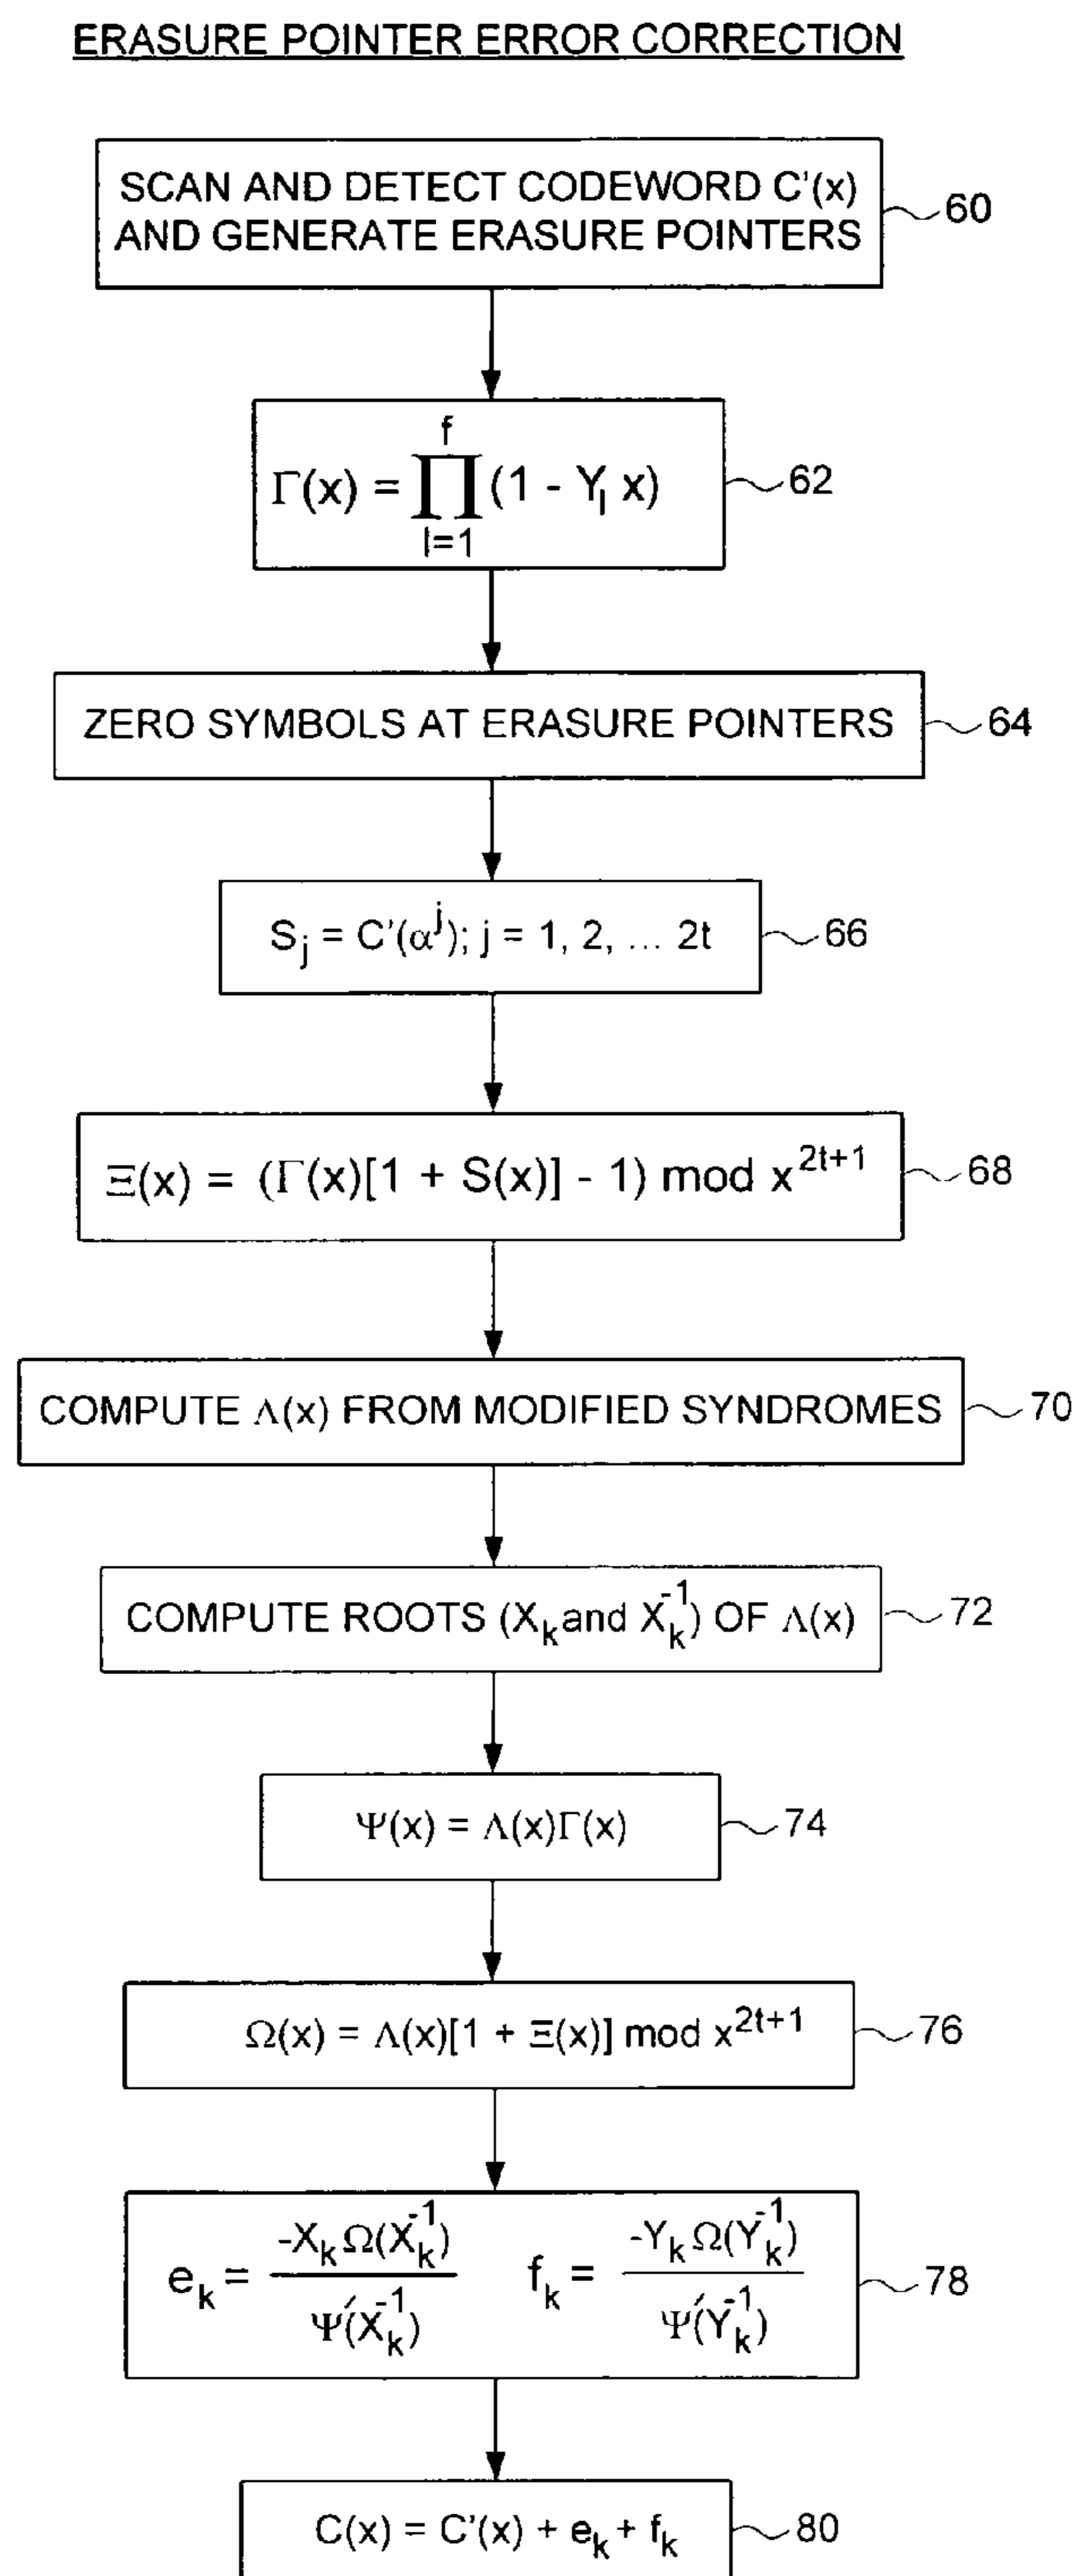 ERASURE POINTER ERROR CORRECTION
SCAN AND DETECT CODEWORD C'(x)
AND GENERATE ERASURE POINTERS
60
f
Γ(x) = ∏ (1 - Y_l x)
l=1
62
ZERO SYMBOLS AT ERASURE POINTERS
64
S_j = C'(α^j); j = 1, 2, ... 2t
66
Ξ(x) = (Γ(x)[1 + S(x)] - 1) mod x^{2t+1}
68
COMPUTE Λ(x) FROM MODIFIED SYNDROMES
70
COMPUTE ROOTS (X_k and X_k^{-1}) OF Λ(x)
72
Ψ(x) = Λ(x)Γ(x)
74
Ω(x) = Λ(x)[1 + Ξ(x)] mod x^{2t+1}
76
e_k = -X_k Ω(X_k^{-1}) / Ψ'(X_k^{-1}) f_k = -Y_k Ω(Y_k^{-1}) / Ψ'(Y_k^{-1})
78
C(x) = C'(x) + e_k + f_k
80